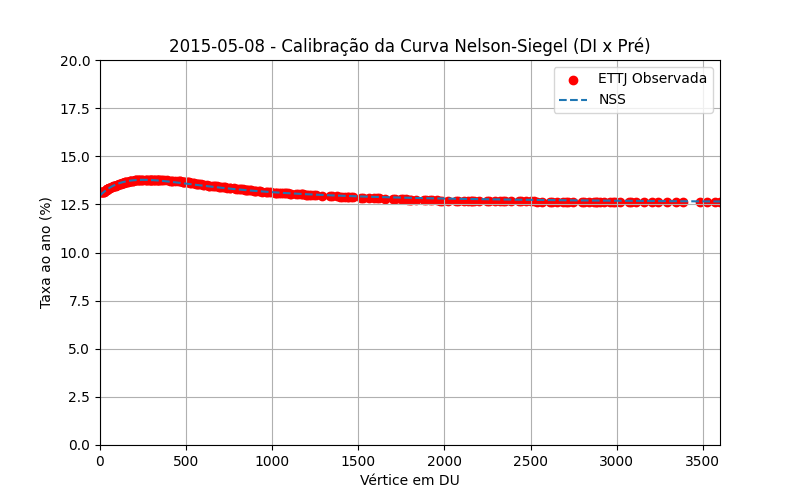 2015-05-08 - Calibração da Curva Nelson-Siegel (DI x Pré)
ETTJ Observada
NSS
Taxa ao ano (%)
20.0
17.5
15.0
12.5
10.0
7.5
5.0
2.5
0.0
0 500 1000 1500 2000 2500 3000 3500
Vértice em DU